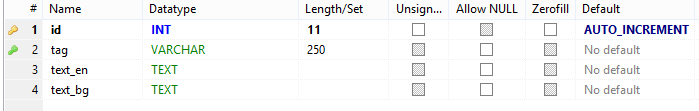 # Name Datatype Length/Set Unsign... Allow NULL Zerofill Default
1 id INT 11 AUTO_INCREMENT
2 tag VARCHAR 250 No default
3 text_en TEXT No default
4 text_bg TEXT No default